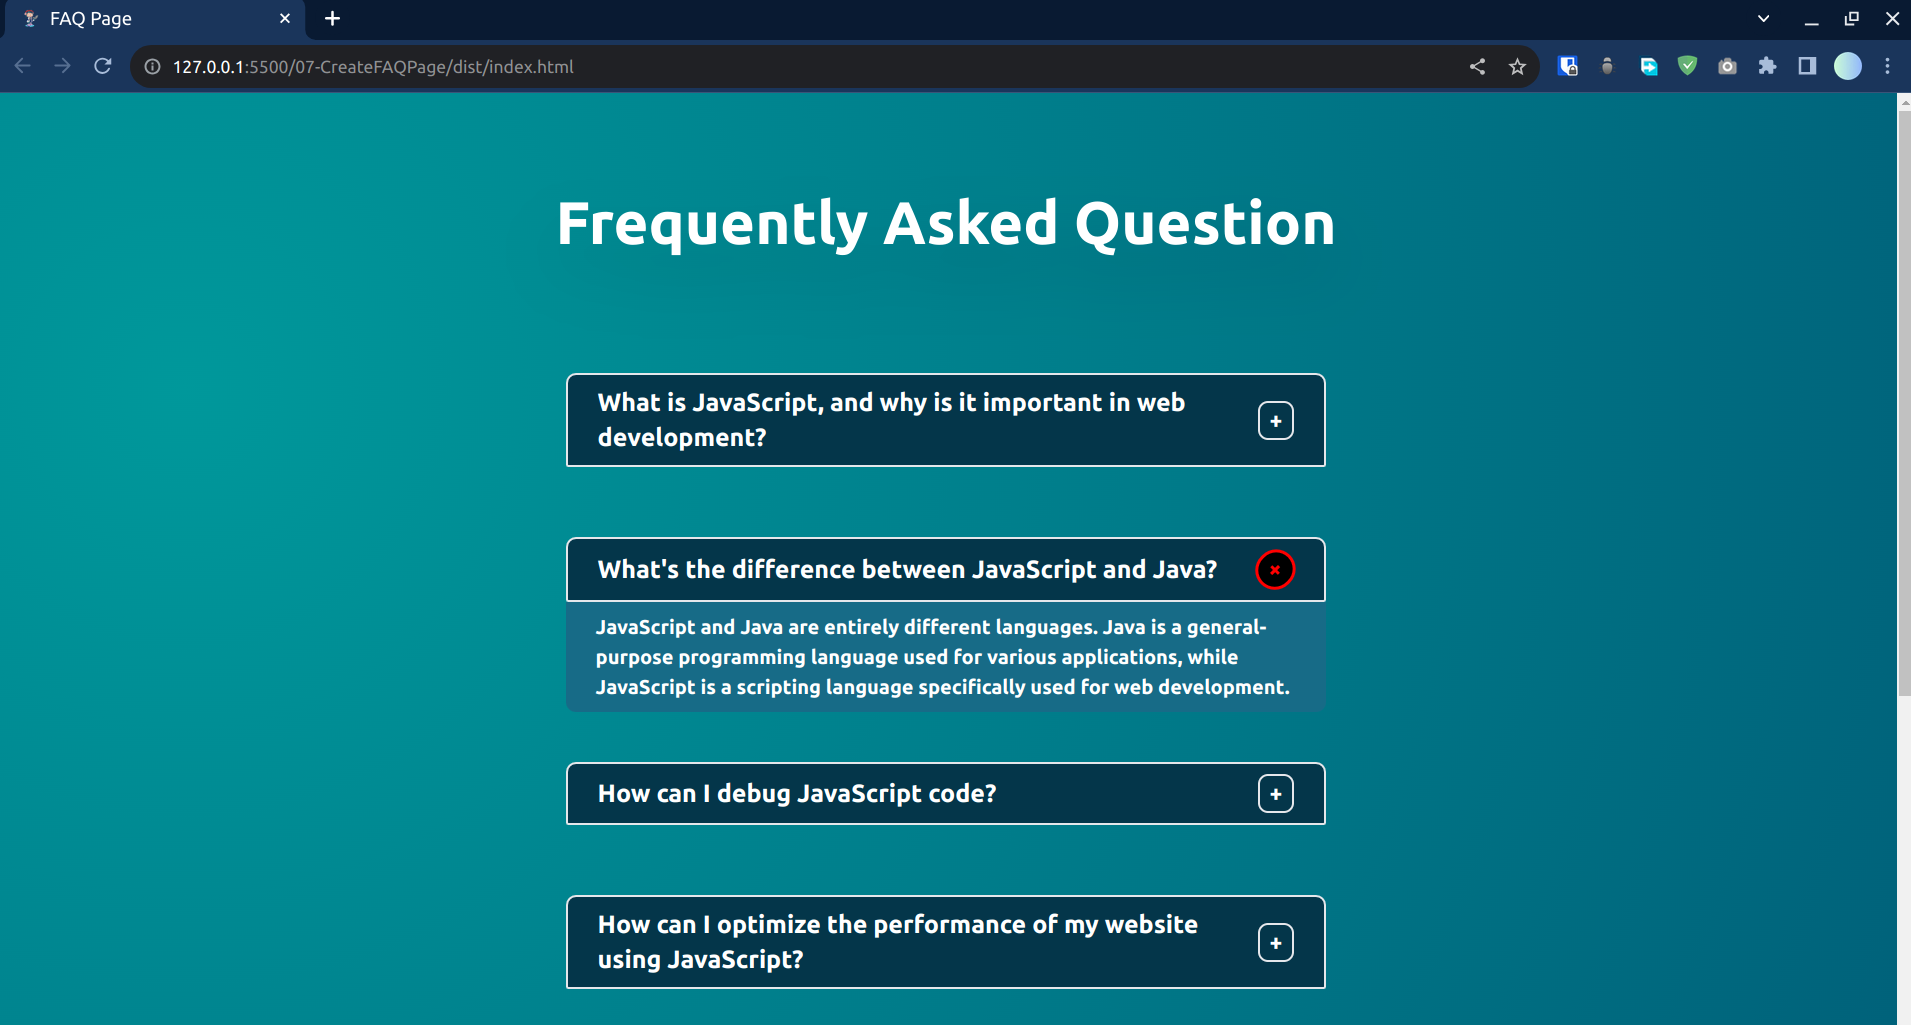 FAQ Page
127.0.0.1:5500/07-CreateFAQPage/dist/index.html
Frequently Asked Question
What is JavaScript, and why is it important in web
development?
+
What's the difference between JavaScript and Java?
×
JavaScript and Java are entirely different languages. Java is a general-
purpose programming language used for various applications, while
JavaScript is a scripting language specifically used for web development.
How can I debug JavaScript code?
+
How can I optimize the performance of my website
using JavaScript?
+